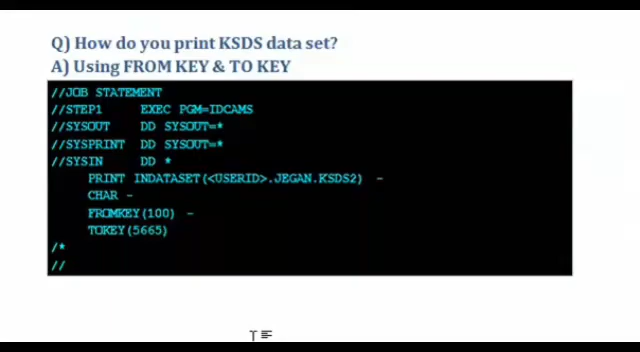 Q) How do you print KSDS data set?
A) Using FROM KEY & TO KEY
//JOB STATEMENT
//STEP1 EXEC PGM=IDCAMS
//SYSOUT DD SYSOUT=*
//SYSPRINT DD SYSOUT=*
//SYSIN DD *
PRINT INDATASET(<USERID>.JEGAN.KSDS2) -
CHAR -
FROMKEY(100) -
TOKEY(5665)
/*
//